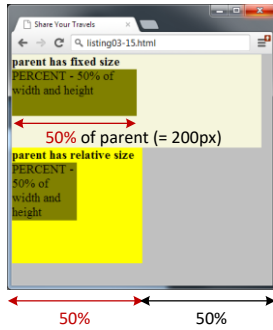 Share Your Travels
listing03-15.html
parent has fixed size
PERCENT - 50% of
width and height
50% of parent (= 200px)
parent has relative size
PERCENT -
50% of
width and
height
50%
50%